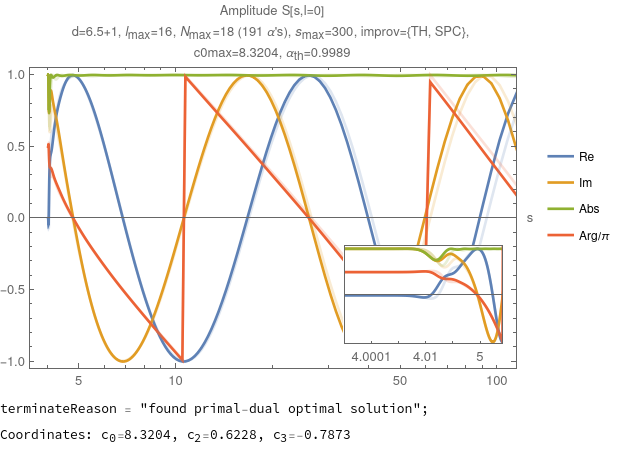 Amplitude S[s,l=0]
d=6.5+1, lmax=16, Nmax=18 (191 α's), smax=300, improv={TH, SPC},
c0max=8.3204, αth=0.9989
1.0
0.5
0.0
-0.5
-1.0
5
10
50
100
s
4.0001
4.01
5
Re
Im
Abs
Arg/π
terminateReason = "found primal-dual optimal solution";
Coordinates: c0=8.3204, c2=0.6228, c3=-0.7873